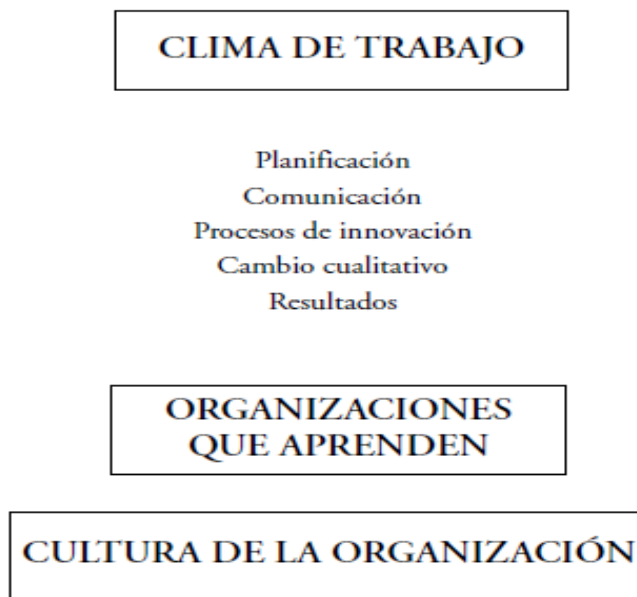 CLIMA DE TRABAJO
Planificación
Comunicación
Procesos de innovación
Cambio cualitativo
Resultados
ORGANIZACIONES
QUE APRENDEN
CULTURA DE LA ORGANIZACIÓN